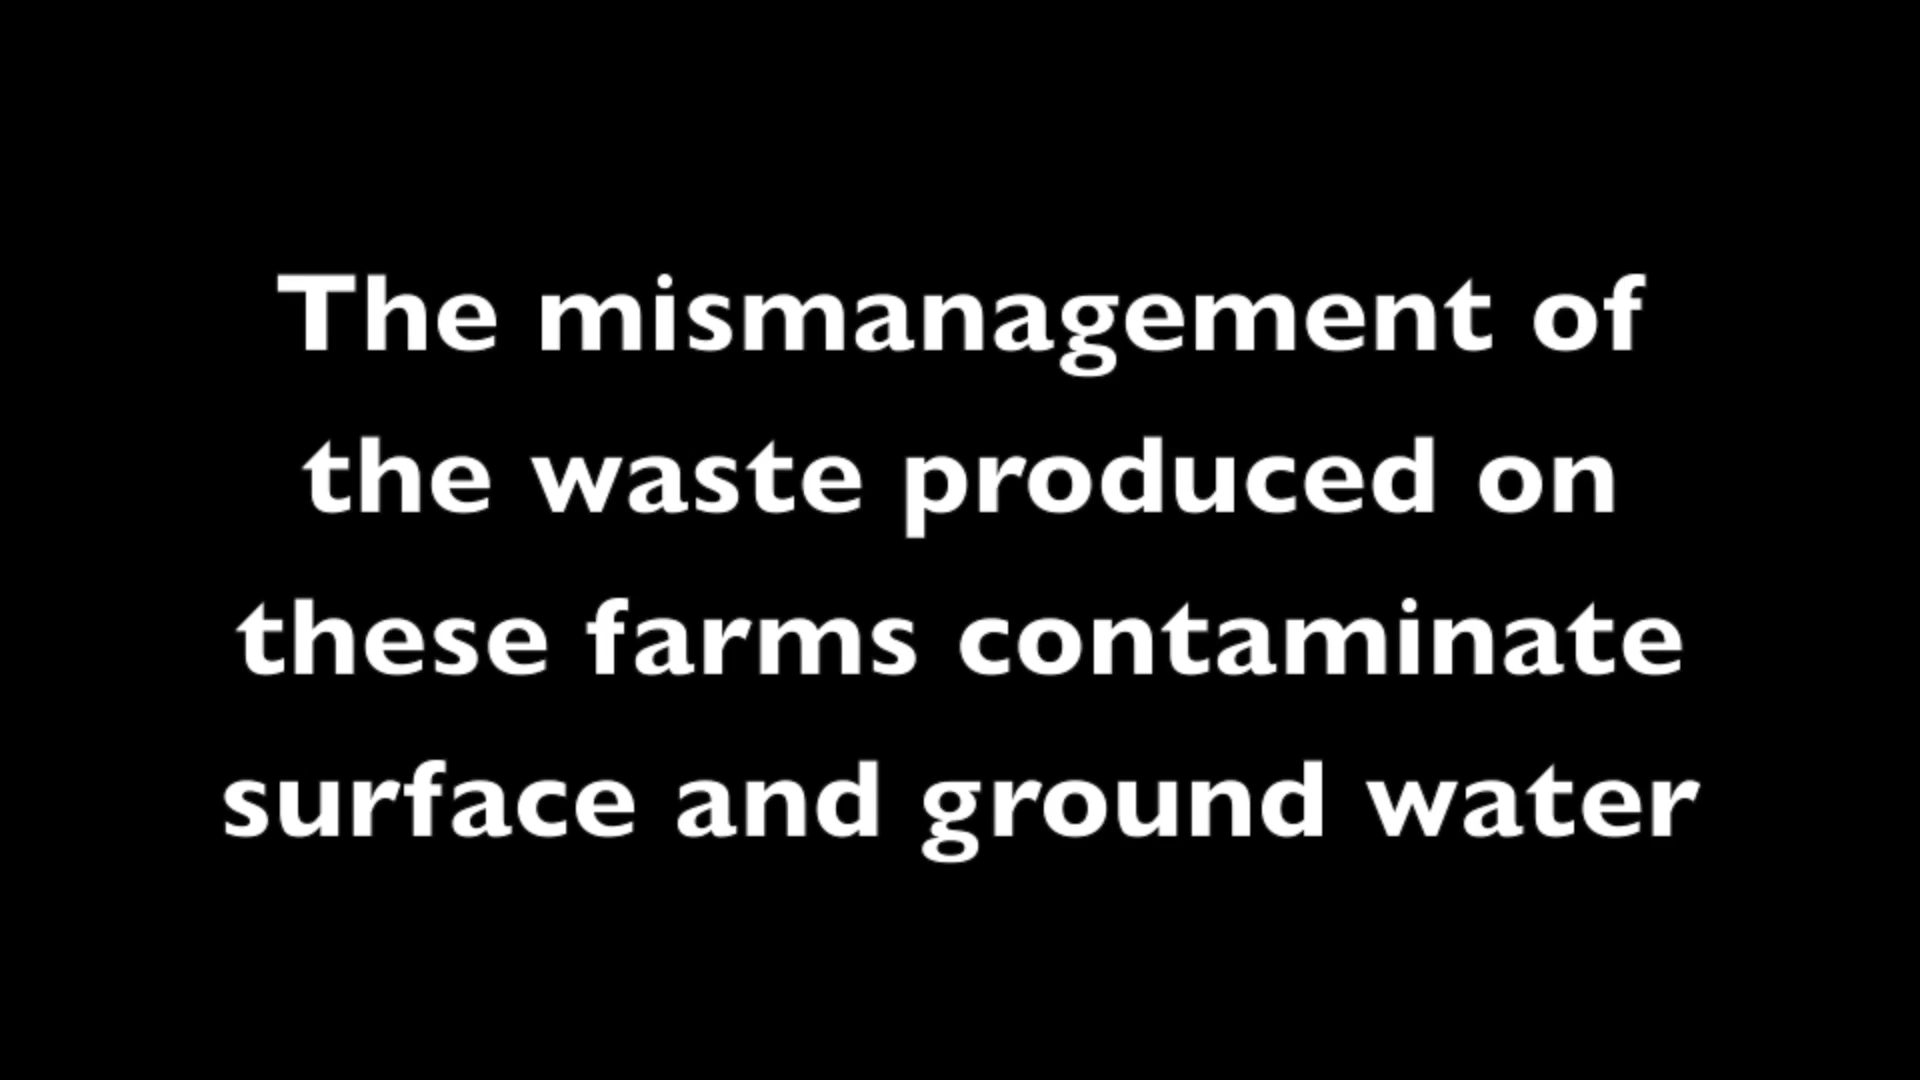 The mismanagement of
the waste produced on
these farms contaminate
surface and ground water